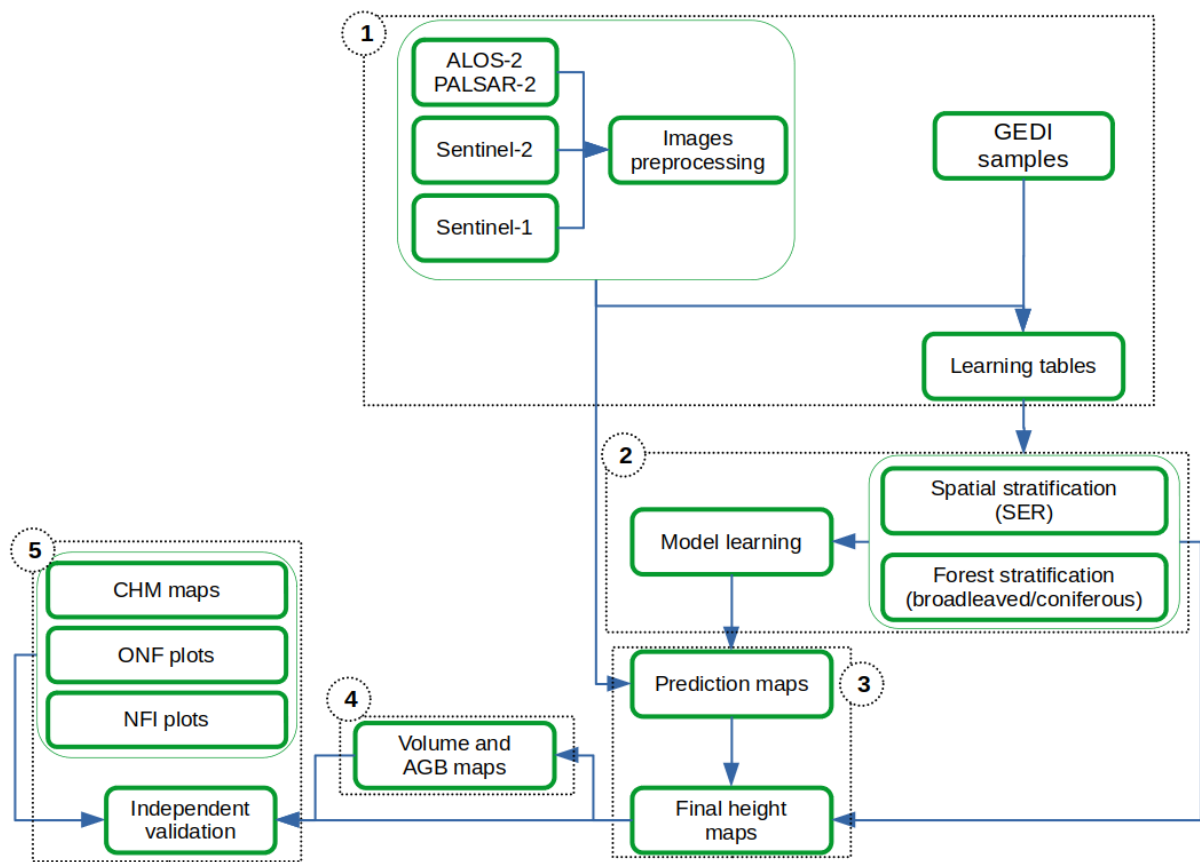 1
ALOS-2
PALSAR-2
Sentinel-2
Sentinel-1
Images
preprocessing
GEDI
samples
Learning tables
2
Spatial stratification
(SER)
Forest stratification
(broadleaved/coniferous)
Model learning
3
Prediction maps
Final height
maps
4
Volume and
AGB maps
5
CHM maps
ONF plots
NFI plots
Independent
validation